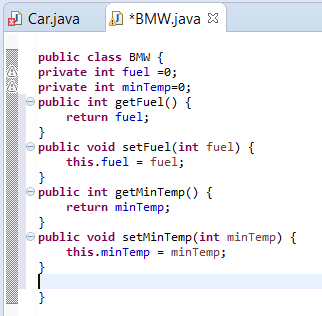 Car.java
*BMW.java
public class BMW {
private int fuel =0;
private int minTemp=0;
public int getFuel() {
    return fuel;
}
public void setFuel(int fuel) {
    this.fuel = fuel;
}
public int getMinTemp() {
    return minTemp;
}
public void setMinTemp(int minTemp) {
    this.minTemp = minTemp;
}
}